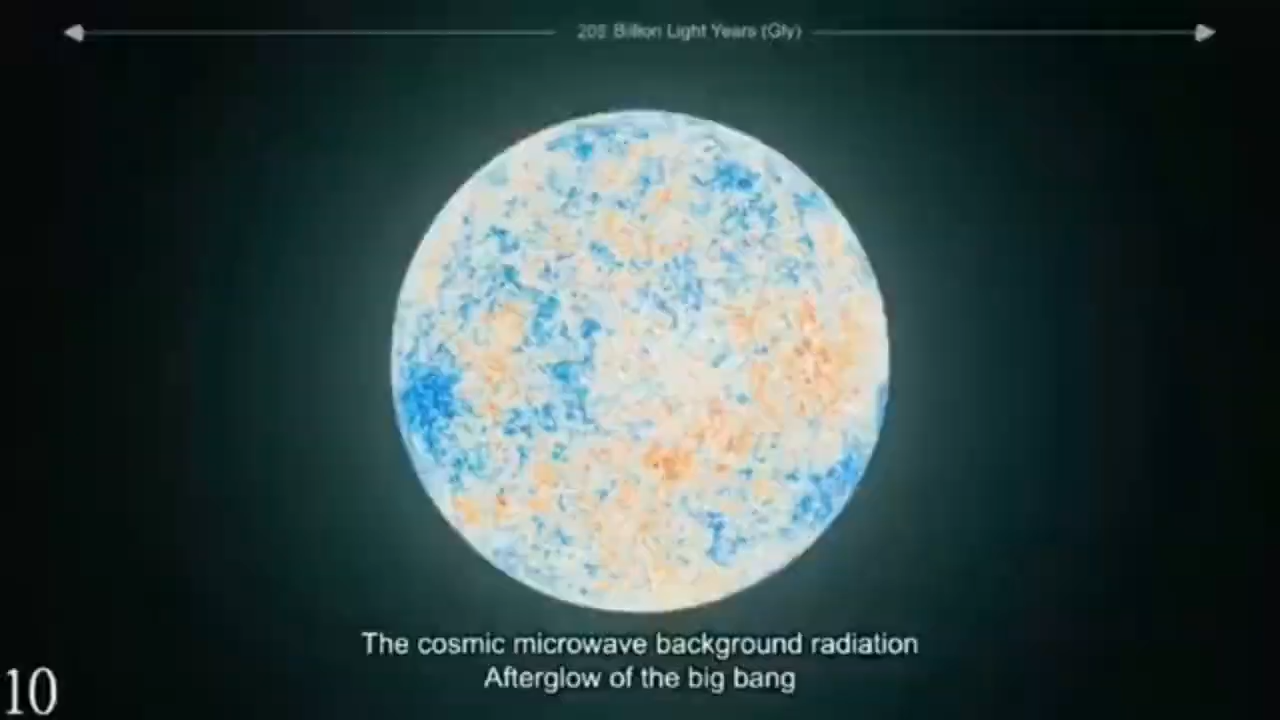 Billion Light Years (Gly)
The cosmic microwave background radiation
Afterglow of the big bang
10